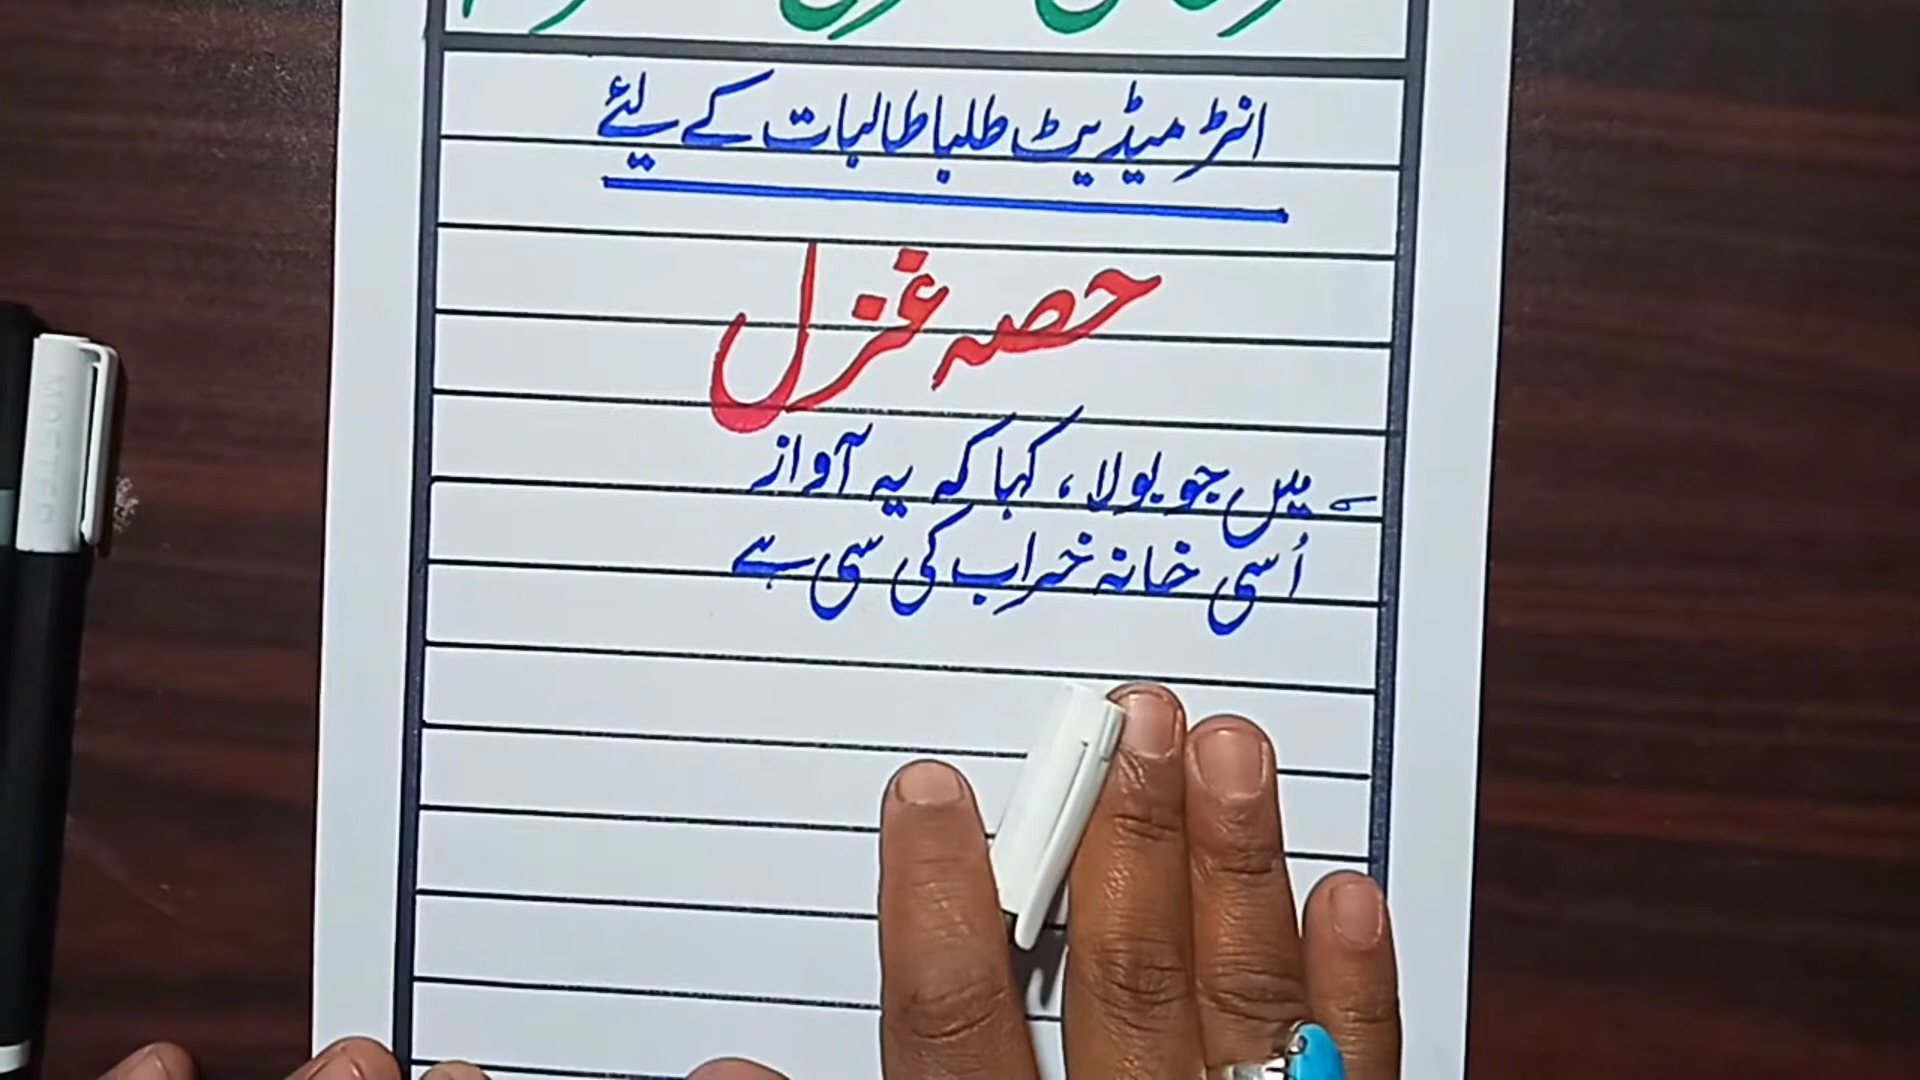 انٹرمیڈیٹ طلبا طالبات کے لئے
حصہ غزل
میں جو بولا، کہا کہ یہ آواز
اُسی خانہ خراب کی سی ہے